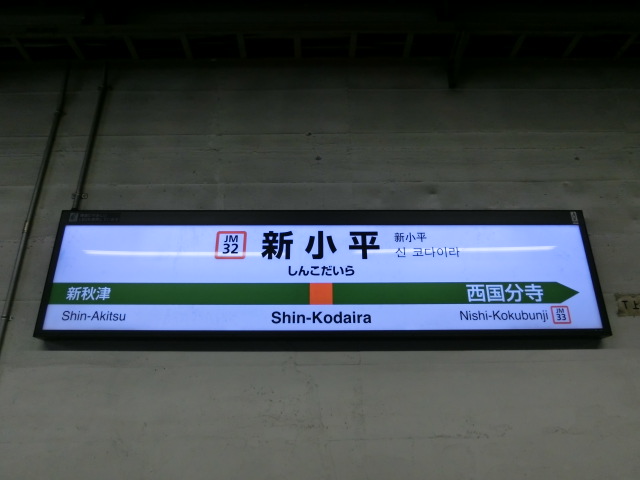 JM
32
新小平
新小平
신 코다이라
しんこだいら
新秋津
西国分寺
Shin-Akitsu
Shin-Kodaira
Nishi-Kokubunji
JM
33